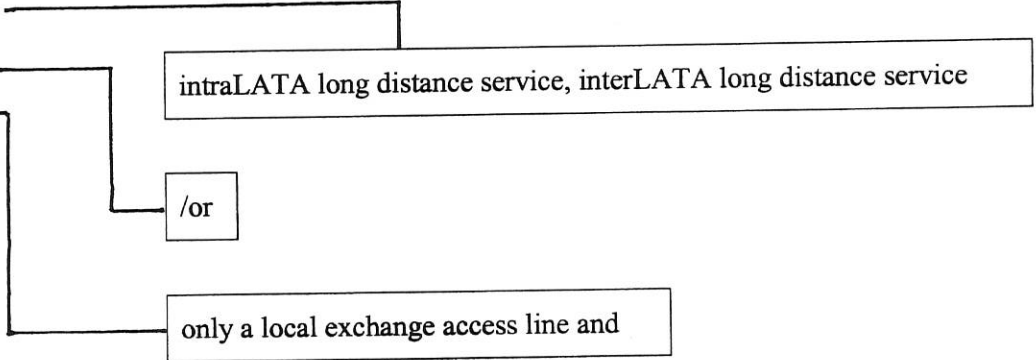 intraLATA long distance service, interLATA long distance service
/or
only a local exchange access line and